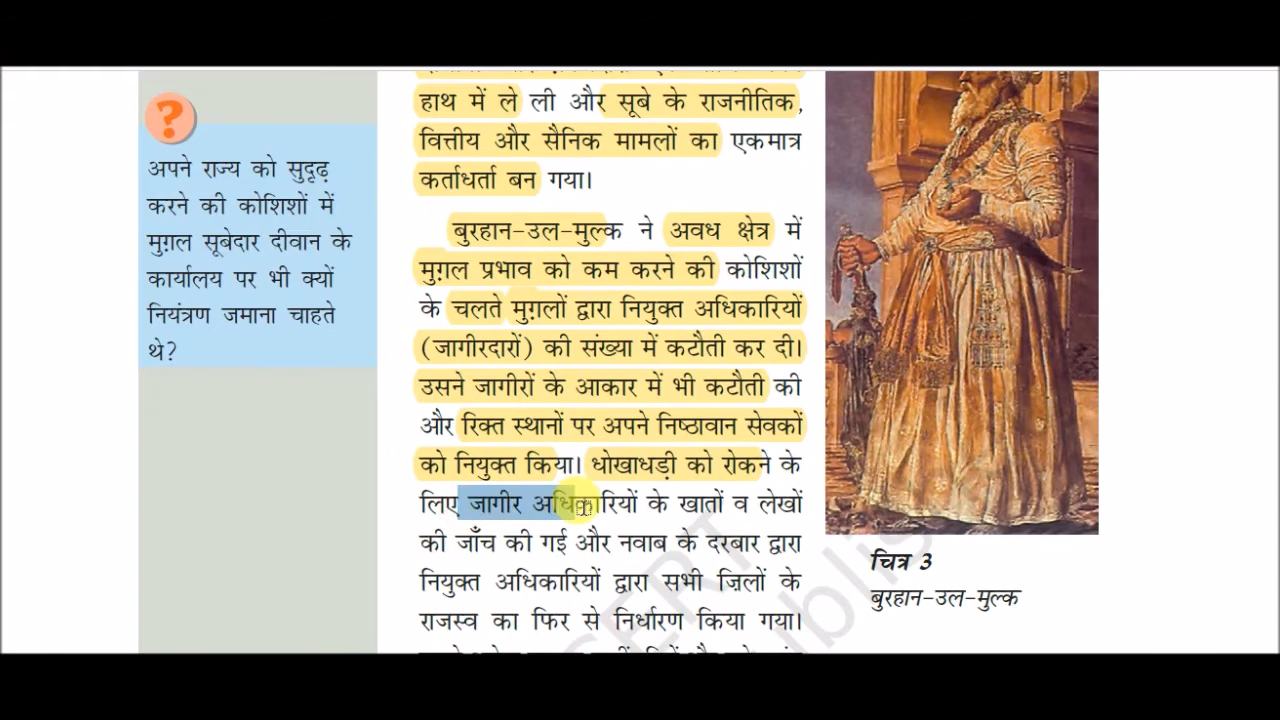 ?
अपने राज्य को सुदृढ़
करने की कोशिशों में
मुग़ल सूबेदार दीवान के
कार्यालय पर भी क्यों
नियंत्रण जमाना चाहते
थे?
हाथ में ले ली और सूबे के राजनीतिक,
वित्तीय और सैनिक मामलों का एकमात्र
कर्ताधर्ता बन गया।
बुरहान-उल-मुल्क ने अवध क्षेत्र में
मुग़ल प्रभाव को कम करने की कोशिशों
के चलते मुग़लों द्वारा नियुक्त अधिकारियों
(जागीरदारों) की संख्या में कटौती कर दी।
उसने जागीरों के आकार में भी कटौती की
और रिक्त स्थानों पर अपने निष्ठावान सेवकों
को नियुक्त किया। धोखाधड़ी को रोकने के
लिए जागीर अधिकारियों के खातों व लेखों
की जाँच की गई और नवाब के दरबार द्वारा
नियुक्त अधिकारियों द्वारा सभी ज़िलों के
राजस्व का फिर से निर्धारण किया गया।
चित्र 3
बुरहान-उल-मुल्क